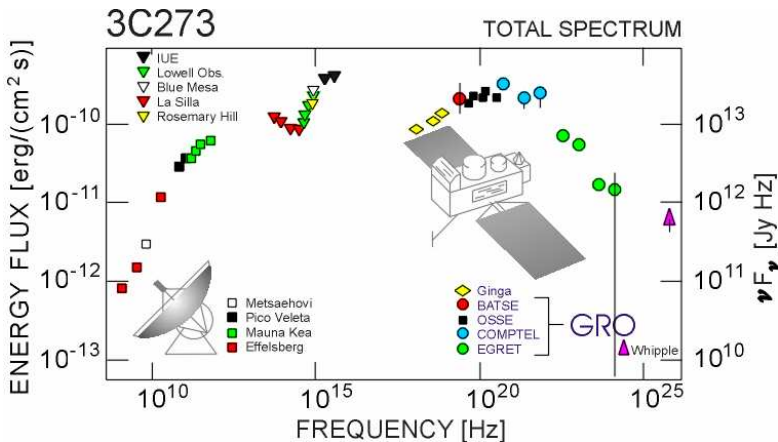 3C273 TOTAL SPECTRUM
ENERGY FLUX [erg/(cm² s)]
10⁻¹⁰
10⁻¹¹
10⁻¹²
10⁻¹³
IUE
Lowell Obs.
Blue Mesa
La Silla
Rosemary Hill
Metsaehovi
Pico Veleta
Mauna Kea
Effelsberg
Ginga
BATSE
OSSE
COMPTEL
EGRET
GRO
Whipple
10¹³
10¹²
10¹¹
10¹⁰
νFᵥ [Jy Hz]
10¹⁰ 10¹⁵ 10²⁰ 10²⁵
FREQUENCY [Hz]